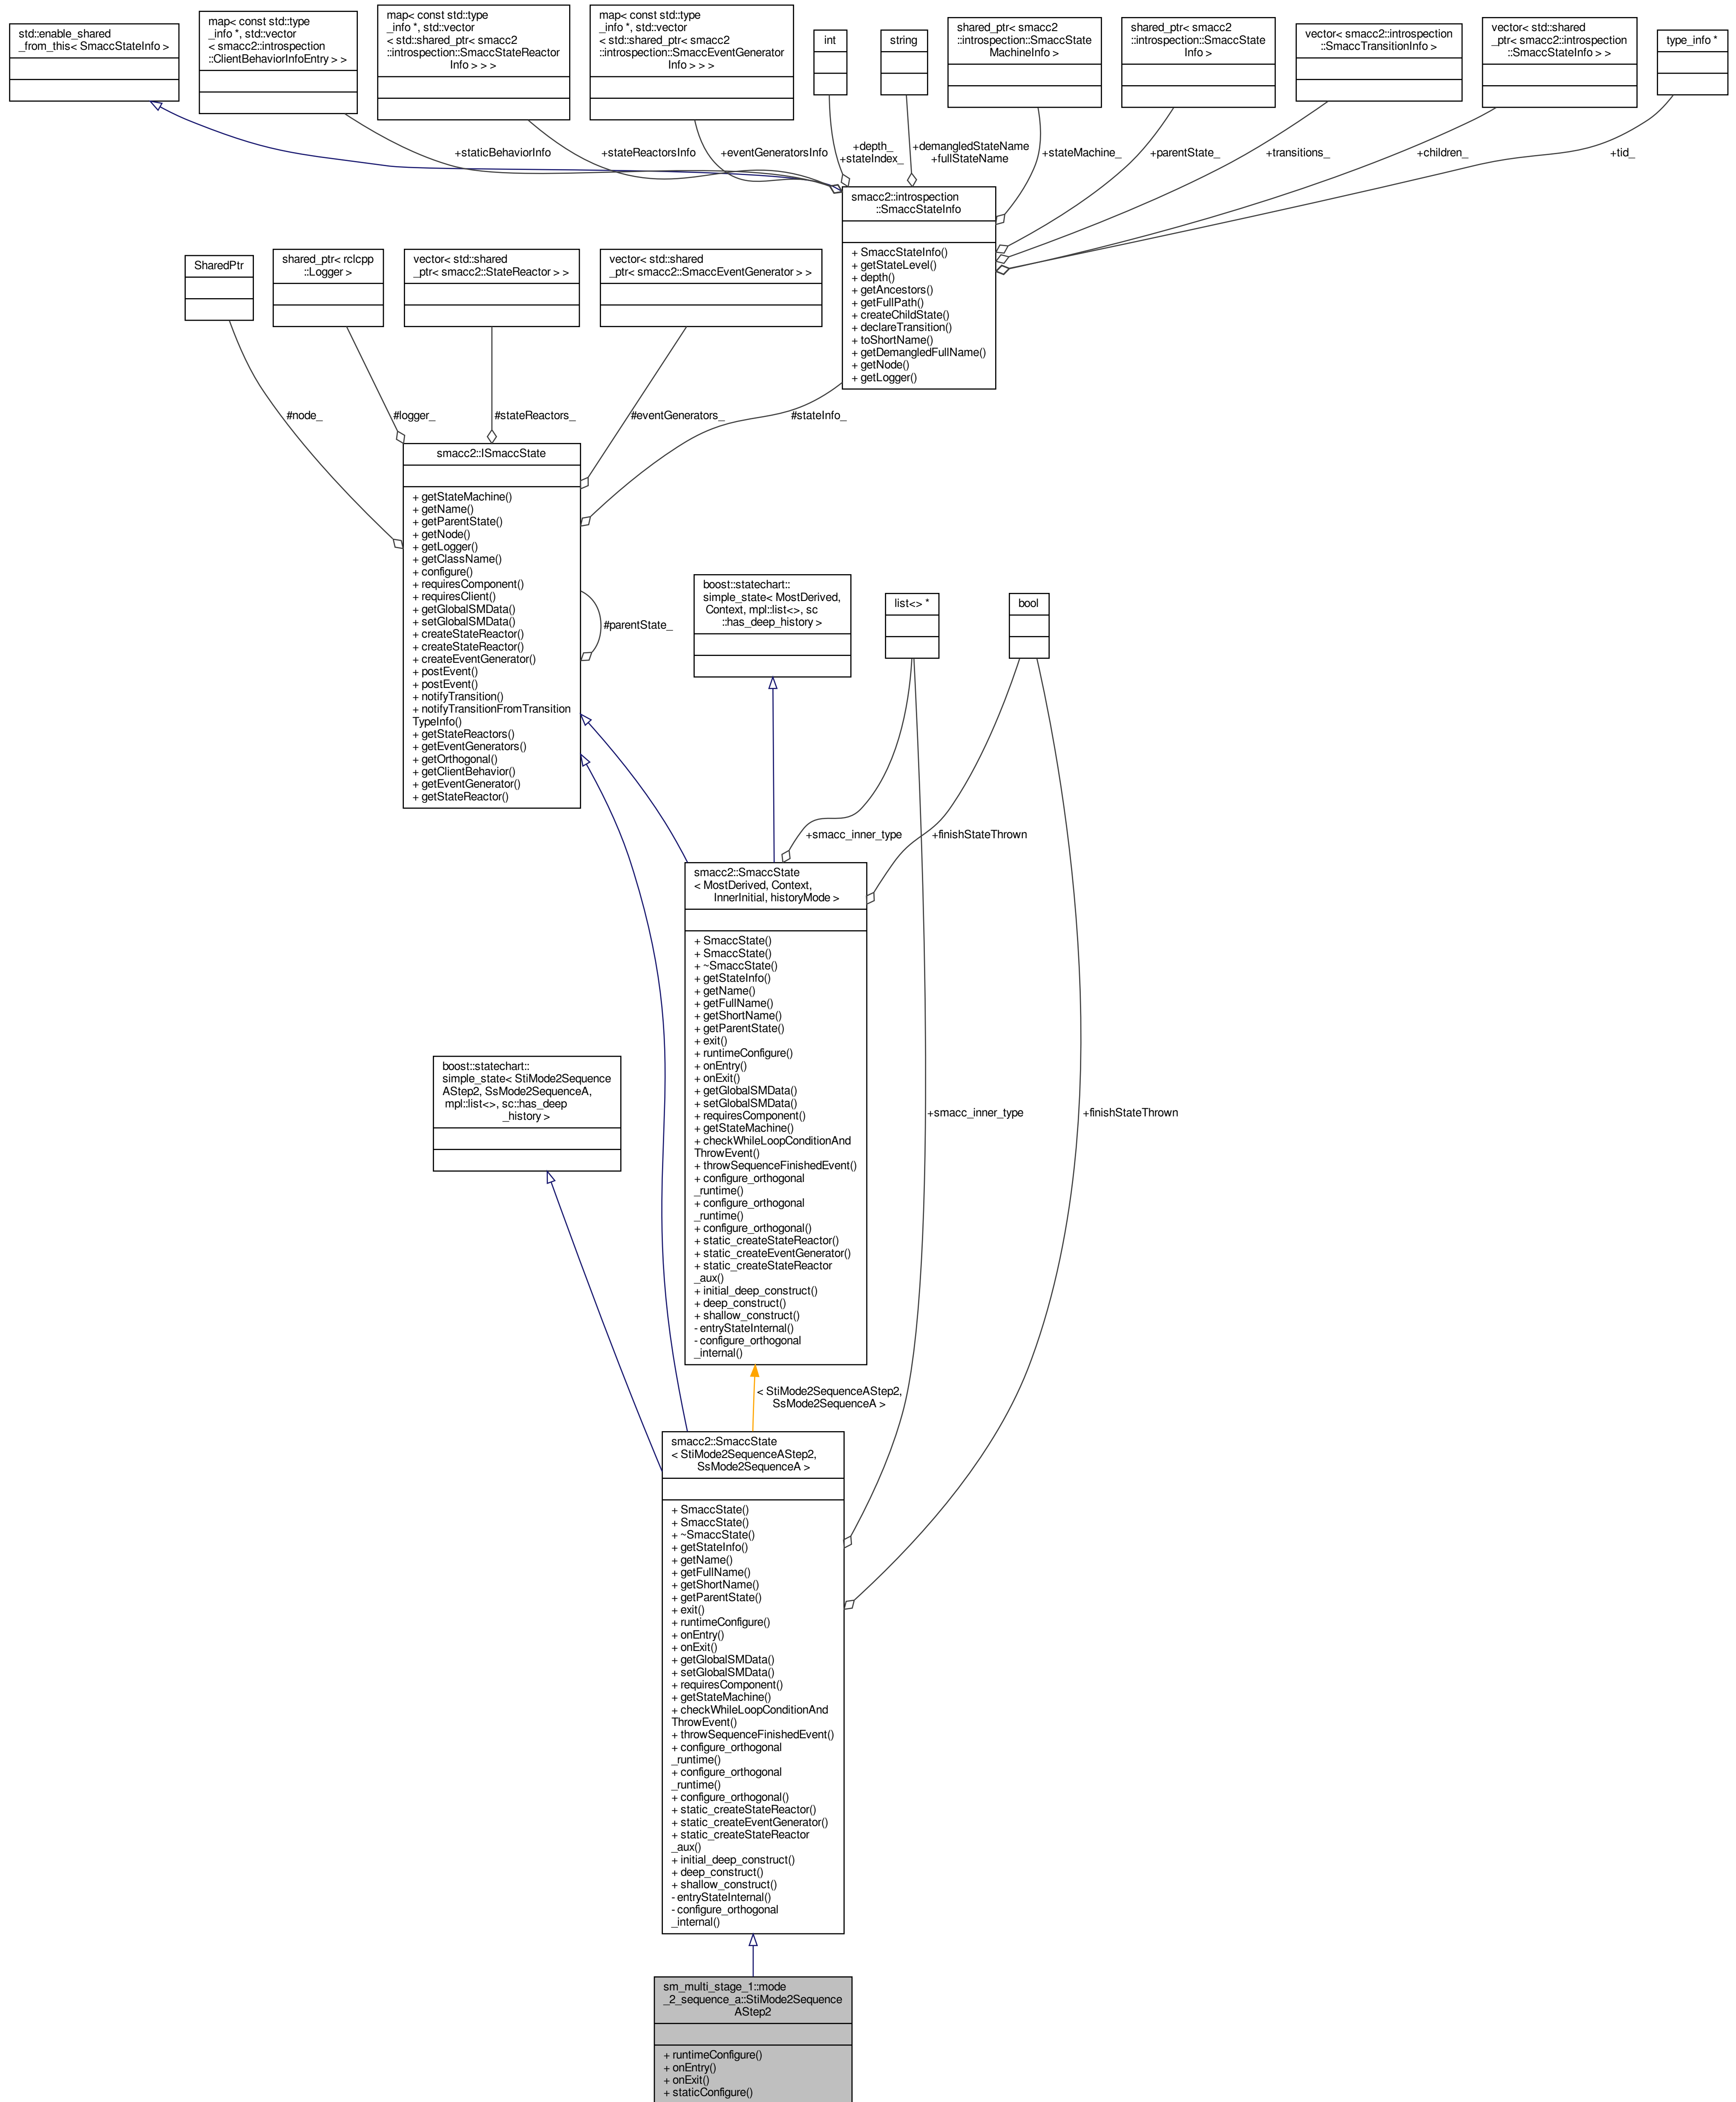 std::enable_shared
_from_this< SmaccStateInfo >
map< const std::type
_info *, std::vector
< smacc2::introspection
::ClientBehaviorInfoEntry > >
map< const std::type
_info *, std::vector
< std::shared_ptr< smacc2
::introspection::SmaccStateReactor
Info > > >
map< const std::type
_info *, std::vector
< std::shared_ptr< smacc2
::introspection::SmaccEventGenerator
Info > > >
int
string
shared_ptr< smacc2
::introspection::SmaccState
MachineInfo >
shared_ptr< smacc2
::introspection::SmaccState
Info >
vector< smacc2::introspection
::SmaccTransitionInfo >
vector< std::shared
_ptr< smacc2::introspection
::SmaccStateInfo > >
type_info *
+staticBehaviorInfo
+stateReactorsInfo
+eventGeneratorsInfo
+depth_
+stateIndex_
+demangledStateName
+fullStateName
+stateMachine_
+parentState_
+transitions_
+children_
+tid_
smacc2::introspection
::SmaccStateInfo
+ SmaccStateInfo()
+ getStateLevel()
+ depth()
+ getAncestors()
+ getFullPath()
+ createChildState()
+ declareTransition()
+ toShortName()
+ getDemangledFullName()
+ getNode()
+ getLogger()
SharedPtr
shared_ptr< rclcpp
::Logger >
vector< std::shared
_ptr< smacc2::StateReactor > >
vector< std::shared
_ptr< smacc2::SmaccEventGenerator > >
#node_
#logger_
#stateReactors_
#eventGenerators_
#stateInfo_
smacc2::ISmaccState
+ getStateMachine()
+ getName()
+ getParentState()
+ getNode()
+ getLogger()
+ getClassName()
+ configure()
+ requiresComponent()
+ requiresClient()
+ getGlobalSMData()
+ setGlobalSMData()
+ createStateReactor()
+ createStateReactor()
+ createEventGenerator()
+ postEvent()
+ postEvent()
+ notifyTransition()
+ notifyTransitionFromTransition
TypeInfo()
+ getStateReactors()
+ getEventGenerators()
+ getOrthogonal()
+ getClientBehavior()
+ getEventGenerator()
+ getStateReactor()
#parentState_
boost::statechart::
simple_state< MostDerived,
Context, mpl::list<>, sc
::has_deep_history >
list<> *
bool
+smacc_inner_type
+finishStateThrown
smacc2::SmaccState
< MostDerived, Context,
InnerInitial, historyMode >
+ SmaccState()
+ SmaccState()
+ ~SmaccState()
+ getStateInfo()
+ getName()
+ getFullName()
+ getShortName()
+ getParentState()
+ exit()
+ runtimeConfigure()
+ onEntry()
+ onExit()
+ getGlobalSMData()
+ setGlobalSMData()
+ requiresComponent()
+ getStateMachine()
+ checkWhileLoopConditionAnd
ThrowEvent()
+ throwSequenceFinishedEvent()
+ configure_orthogonal
_runtime()
+ configure_orthogonal
_runtime()
+ configure_orthogonal()
+ static_createStateReactor()
+ static_createEventGenerator()
+ static_createStateReactor
_aux()
+ initial_deep_construct()
+ deep_construct()
+ shallow_construct()
- entryStateInternal()
- configure_orthogonal
_internal()
boost::statechart::
simple_state< StiMode2Sequence
AStep2, SsMode2SequenceA,
mpl::list<>, sc::has_deep
_history >
+smacc_inner_type
+finishStateThrown
< StiMode2SequenceAStep2,
SsMode2SequenceA >
smacc2::SmaccState
< StiMode2SequenceAStep2,
SsMode2SequenceA >
+ SmaccState()
+ SmaccState()
+ ~SmaccState()
+ getStateInfo()
+ getName()
+ getFullName()
+ getShortName()
+ getParentState()
+ exit()
+ runtimeConfigure()
+ onEntry()
+ onExit()
+ getGlobalSMData()
+ setGlobalSMData()
+ requiresComponent()
+ getStateMachine()
+ checkWhileLoopConditionAnd
ThrowEvent()
+ throwSequenceFinishedEvent()
+ configure_orthogonal
_runtime()
+ configure_orthogonal
_runtime()
+ configure_orthogonal()
+ static_createStateReactor()
+ static_createEventGenerator()
+ static_createStateReactor
_aux()
+ initial_deep_construct()
+ deep_construct()
+ shallow_construct()
- entryStateInternal()
- configure_orthogonal
_internal()
sm_multi_stage_1::mode
_2_sequence_a::StiMode2Sequence
AStep2
+ runtimeConfigure()
+ onEntry()
+ onExit()
+ staticConfigure()